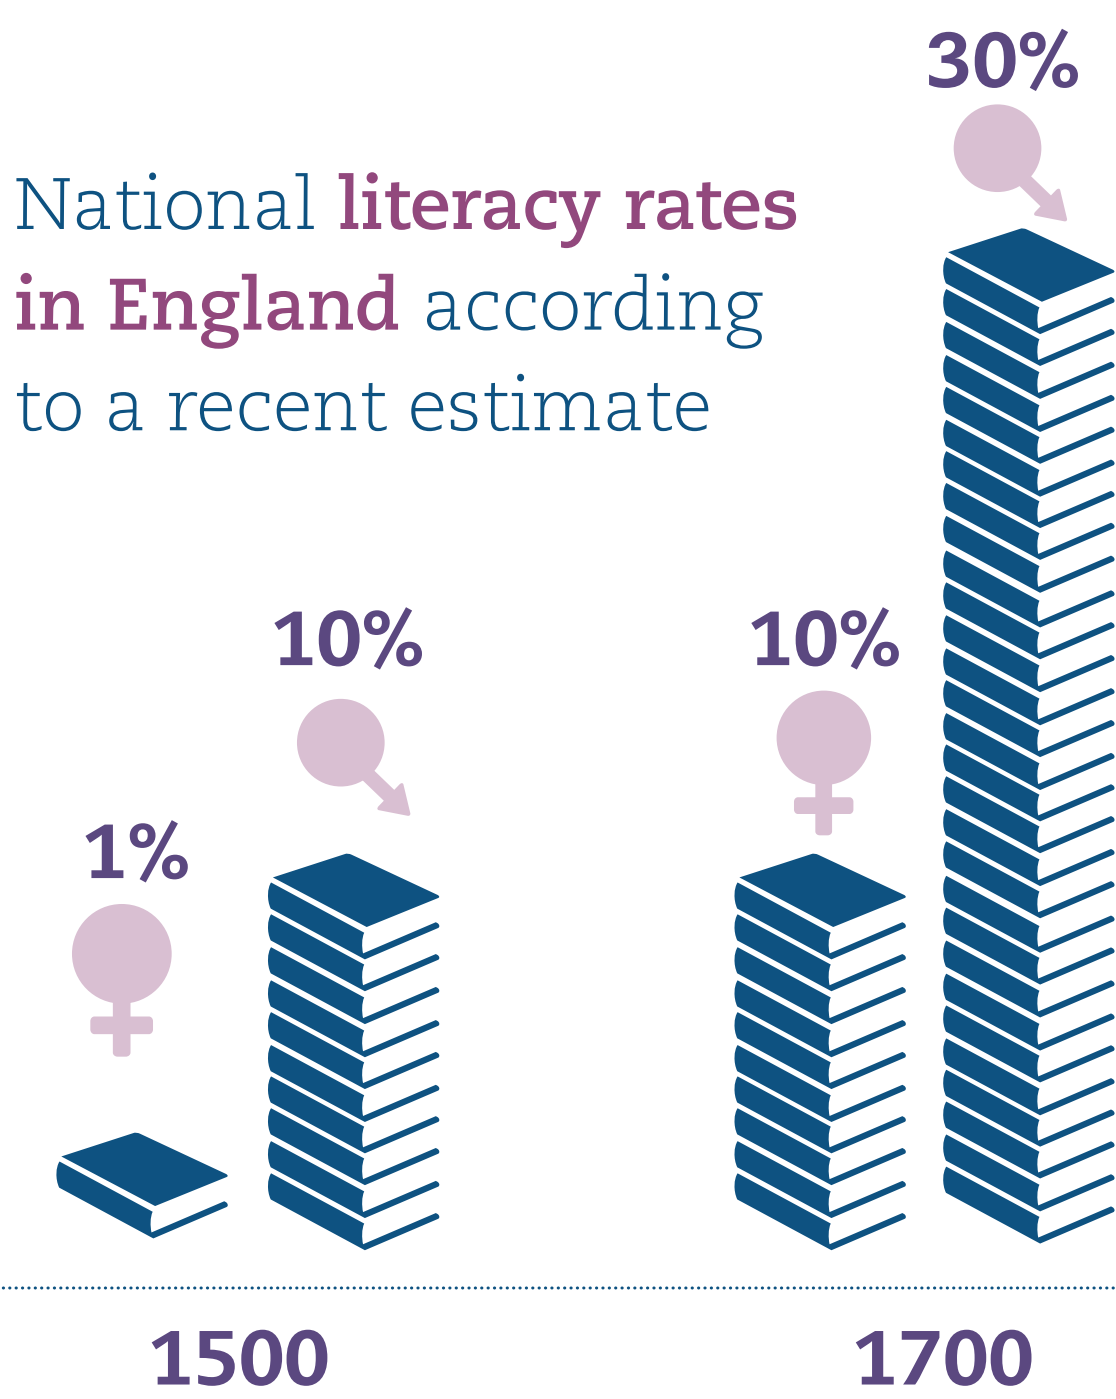 National literacy rates
in England according
to a recent estimate
1%
10%
10%
30%
1500
1700